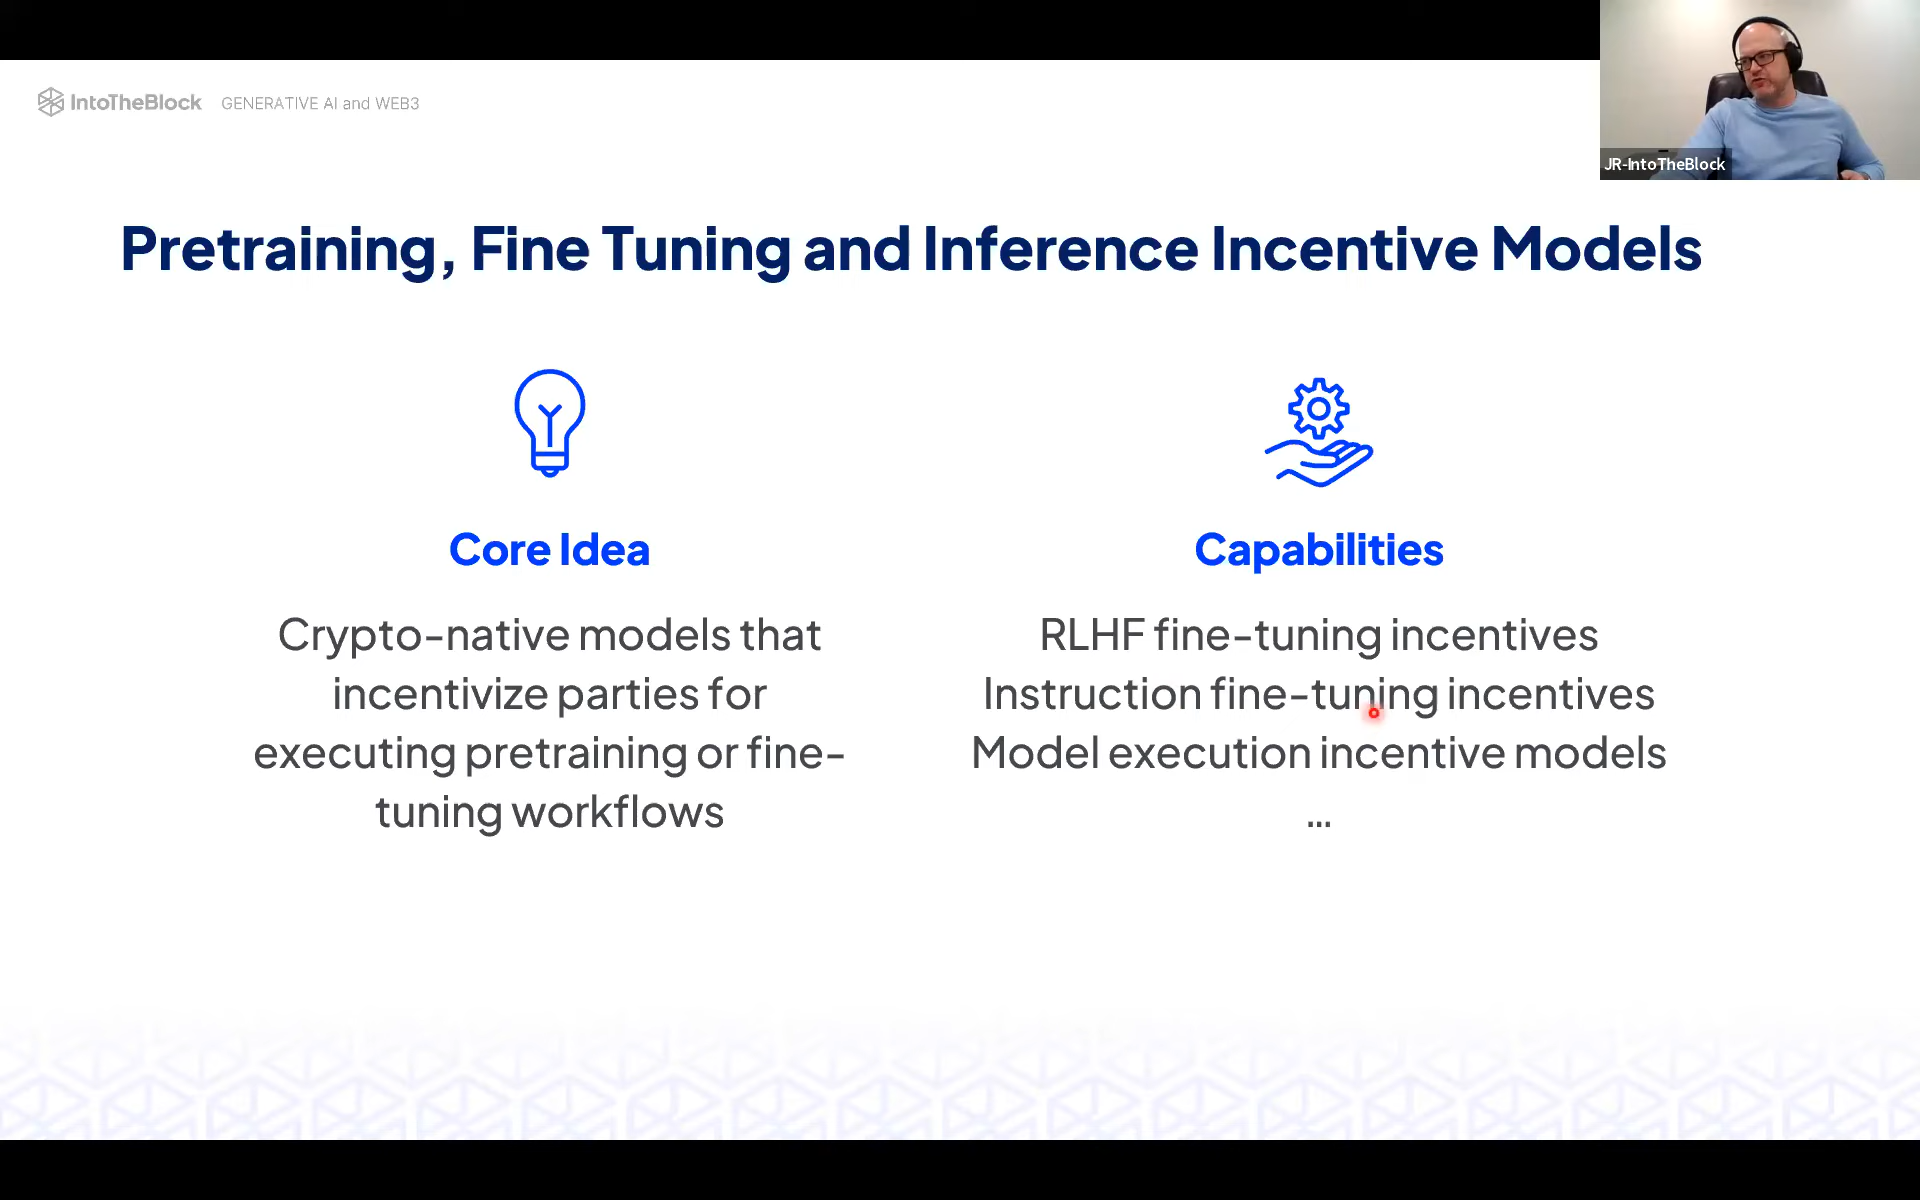 IntoTheBlock GENERATIVE AI and WEB3
JR-IntoTheBlock
Pretraining, Fine Tuning and Inference Incentive Models
Core Idea
Crypto-native models that
incentivize parties for
executing pretraining or fine-
tuning workflows
Capabilities
RLHF fine-tuning incentives
Instruction fine-tuning incentives
Model execution incentive models
...